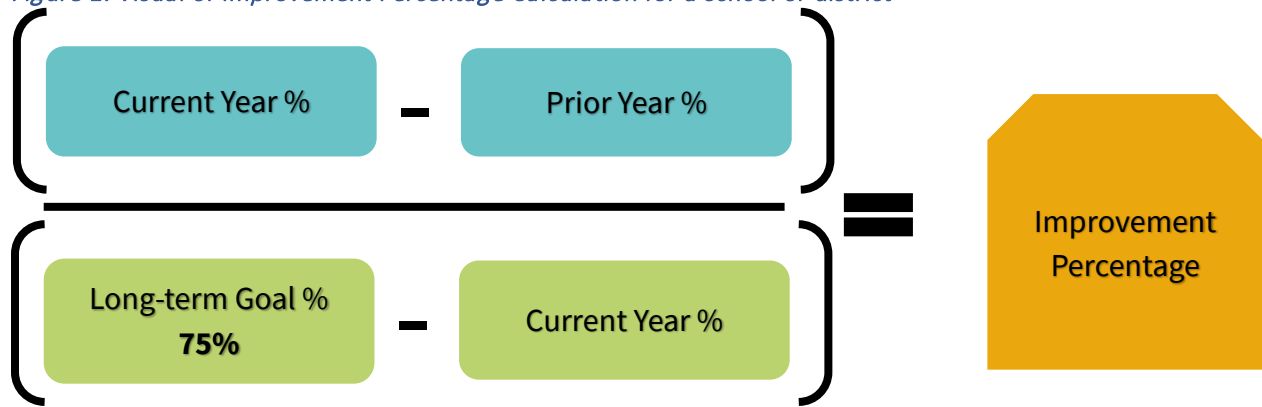 Current Year %
-
Prior Year %
=
Improvement
Percentage
Long-term Goal %
75%
-
Current Year %